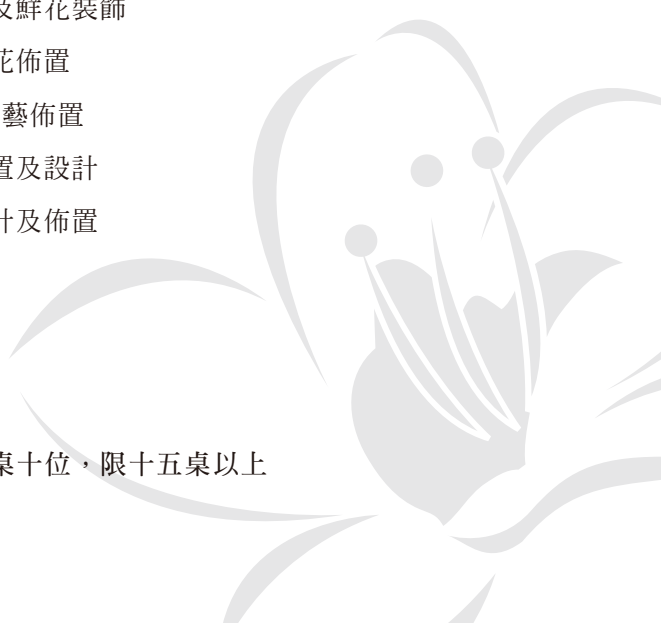 及鮮花裝飾
花佈置
藝佈置
置及設計
計及佈置
桌十位，限十五桌以上